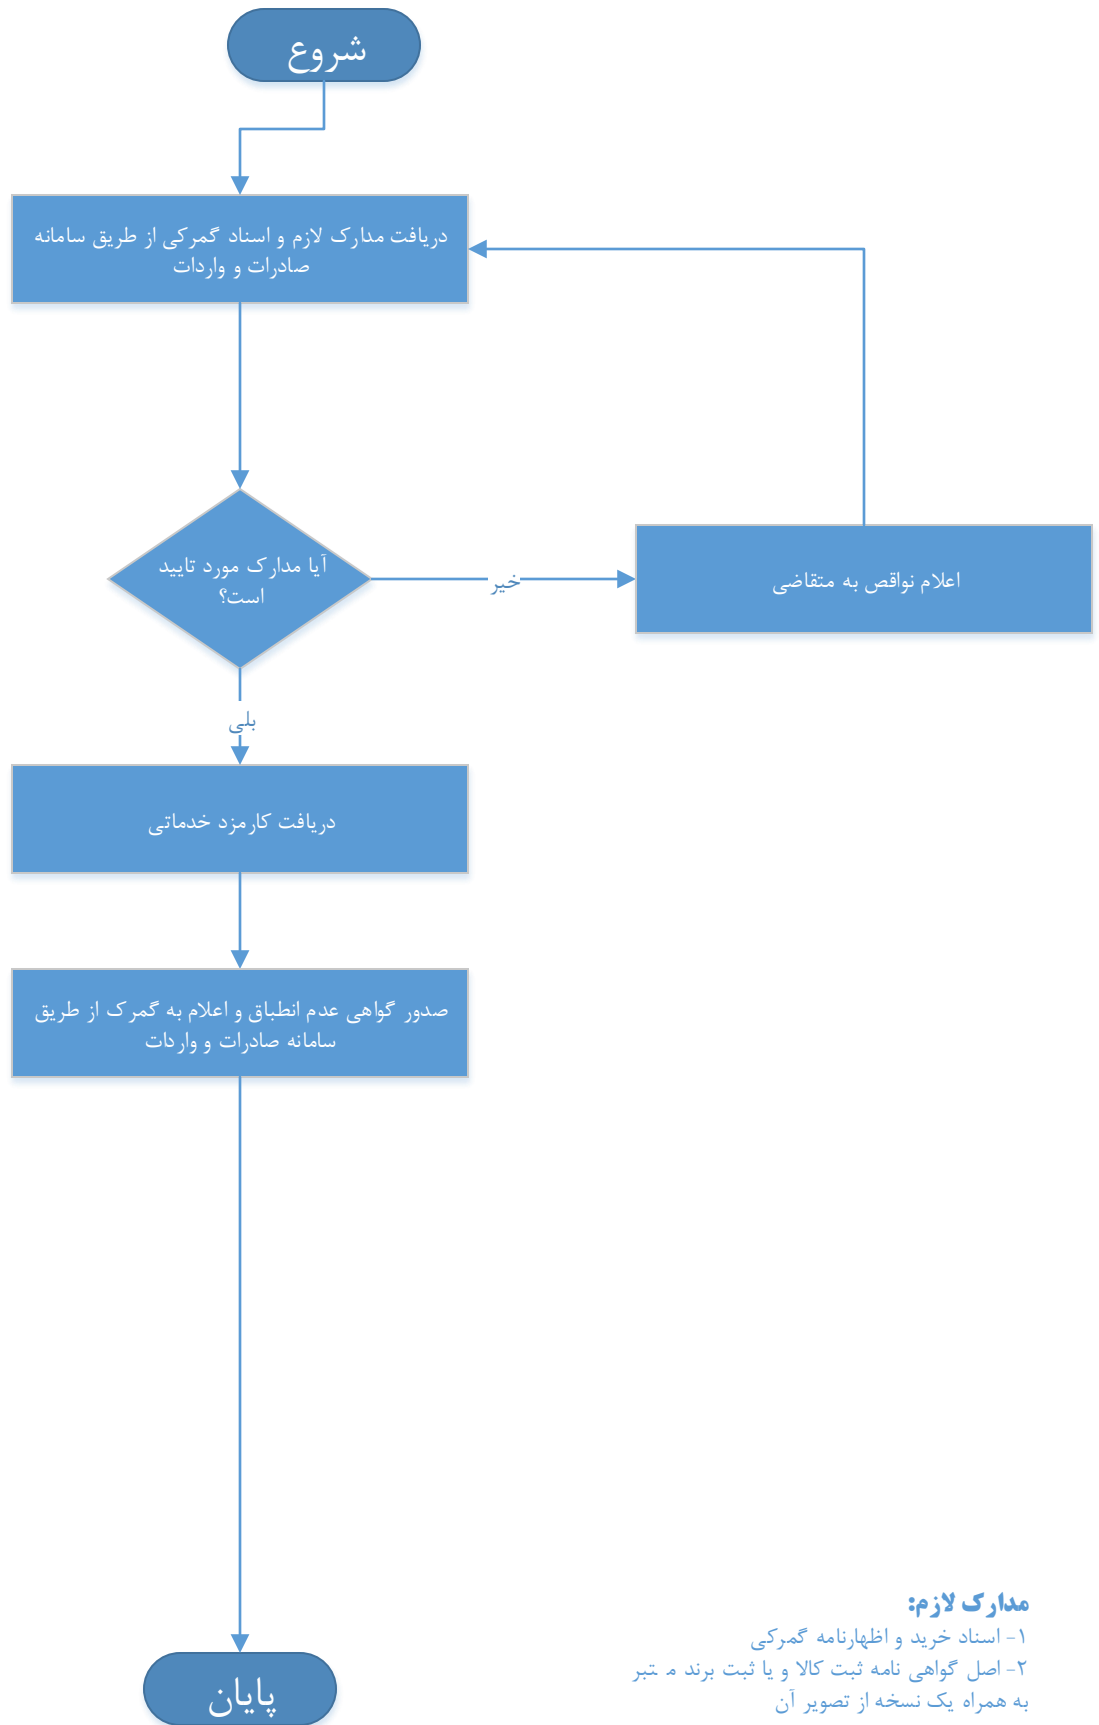 شروع
دریافت مدارک لازم و اسناد گمرکی از طریق سامانه
صادرات و واردات
آیا مدارک مورد تایید
است؟
خیر
اعلام نواقص به متقاضی
بلی
دریافت کارمزد خدماتی
صدور گواهی عدم انطباق و اعلام به گمرک از طریق
سامانه صادرات و واردات
پایان
مدارک لازم:
۱- اسناد خرید و اظهارنامه گمرکی
۲- اصل گواهی نامه ثبت کالا و یا ثبت برند
به همراه یک نسخه از تصویر آن